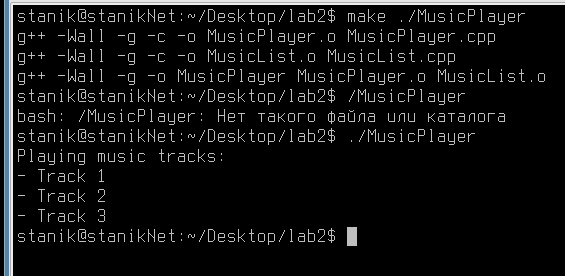 stanik@stanikNet:~/Desktop/lab2$ make ./MusicPlayer
g++ -Wall -g -c -o MusicPlayer.o MusicPlayer.cpp
g++ -Wall -g -c -o MusicList.o MusicList.cpp
g++ -Wall -g -o MusicPlayer MusicPlayer.o MusicList.o
stanik@stanikNet:~/Desktop/lab2$ /MusicPlayer
bash: /MusicPlayer: Нет такого файла или каталога
stanik@stanikNet:~/Desktop/lab2$ ./MusicPlayer
Playing music tracks:
- Track 1
- Track 2
- Track 3
stanik@stanikNet:~/Desktop/lab2$